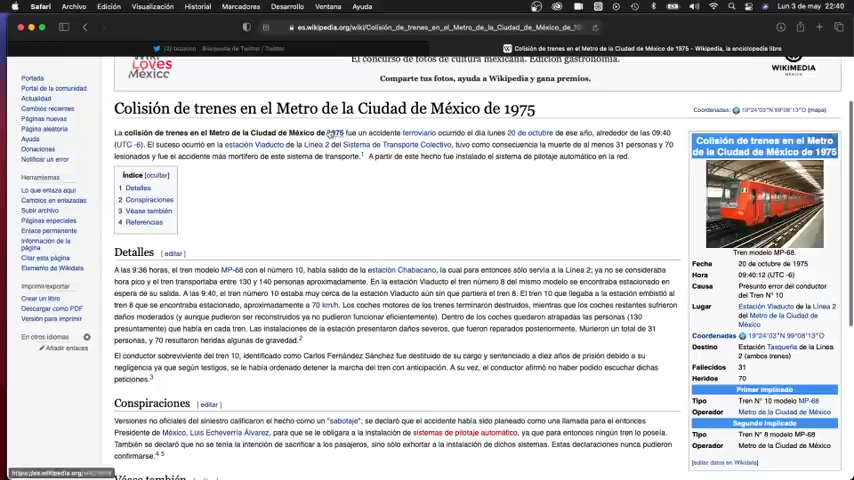 Safari Archivo Edición Visualización Historial Marcadores Desarrollo Ventana Ayuda
Lun 3 de may 22:40
es.wikipedia.org/wiki/Colisión_de_trenes_en_el_Metro_de_la_Ciudad_de_México_de_1
Búsqueda de Twitter / Twitter
Colisión de trenes en el Metro de la Ciudad de México de 1975 - Wikipedia, la enciclopedia libre
WIKI
LOVES
MÉXICO
El concurso de fotos de cultura mexicana. Edición gastronomía.
Comparte tus fotos, ayuda a Wikipedia y gana premios.
WIKIMEDIA
MÉXICO
Portada
Portal de la comunidad
Actualidad
Cambios recientes
Páginas nuevas
Página aleatoria
Ayuda
Donaciones
Notificar un error
Herramientas
Lo que enlaza aquí
Cambios en enlazadas
Subir archivo
Páginas especiales
Enlace permanente
Información de la
página
Citar esta página
Elemento de Wikidata
Imprimir/exportar
Crear un libro
Descargar como PDF
Versión para imprimir
En otros idiomas
Añadir enlaces
Colisión de trenes en el Metro de la Ciudad de México de 1975
Coordenadas: 19°24′03″N 99°08′13″O (mapa)
La colisión de trenes en el Metro de la Ciudad de México de 1975 fue un accidente ferroviario ocurrido el día lunes 20 de octubre de ese año, alrededor de las 09:40
(UTC -6). El suceso ocurrió en la estación Viaducto de la Línea 2 del Sistema de Transporte Colectivo, tuvo como consecuencia la muerte de al menos 31 personas y 70
lesionados y fue el accidente más mortífero de este sistema de transporte.1 A partir de este hecho fue instalado el sistema de pilotaje automático en la red.
Índice [ocultar]
1 Detalles
2 Conspiraciones
3 Véase también
4 Referencias
Detalles [ editar ]
A las 9:36 horas, el tren modelo MP-68 con el número 10, había salido de la estación Chabacano, la cual para entonces sólo servía a la Línea 2; ya no se consideraba
hora pico y el tren transportaba entre 130 y 140 personas aproximadamente. En la estación Viaducto el tren número 8 del mismo modelo se encontraba estacionado en
espera de su salida. A las 9:40, el tren número 10 estaba muy cerca de la estación Viaducto aún sin que partiera el tren 8. El tren 10 que llegaba a la estación embistió al
tren 8 que se encontraba estacionado, aproximadamente a 70 km/h. Los coches motores de los trenes terminaron destruidos, mientras que los coches restantes sufrieron
daños moderados (y aunque pudieron ser reconstruidos ya no pudieron funcionar eficientemente). Dentro de los coches quedaron atrapadas las personas (130
presuntamente) que había en cada tren. Las instalaciones de la estación presentaron daños severos, que fueron reparados posteriormente. Murieron un total de 31
personas, y 70 resultaron heridas algunas de gravedad.2
El conductor sobreviviente del tren 10, identificado como Carlos Fernández Sánchez fue destituido de su cargo y sentenciado a diez años de prisión debido a su
negligencia ya que según testigos, se le había ordenado detener la marcha del tren con anticipación. A su vez, el conductor afirmó no haber podido escuchar dichas
peticiones.3
Conspiraciones [ editar ]
Versiones no oficiales del siniestro calificaron el hecho como un "sabotaje"; se declaró que el accidente había sido planeado como una llamada para el entonces
Presidente de México, Luis Echeverría Álvarez, para que se le obligara a la instalación de sistemas de pilotaje automático, ya que para entonces ningún tren lo poseía.
También se declaró que no se tenía la intención de sacrificar a los pasajeros, sino sólo exhortar a la instalación de dichos sistemas. Estas declaraciones nunca pudieron
confirmarse.4 5
Véase también
Colisión de trenes en el Metro
de la Ciudad de México de 1975
Tren modelo MP-68.
Fecha 20 de octubre de 1975
Hora 09:40:12 (UTC -6)
Causa Presunto error del conductor
del Tren Nº 10
Lugar Estación Viaducto de la Línea 2
del Metro de la Ciudad de
México
Coordenadas 19°24′03″N 99°08′13″O
Destino Estación Tasqueña de la Línea
2 (ambos trenes)
Fallecidos 31
Heridos 70
Primer implicado
Tipo Tren N° 10 modelo MP-68
Operador Metro de la Ciudad de México
Segundo implicado
Tipo Tren N° 8 modelo MP-68
Operador Metro de la Ciudad de México
[editar datos en Wikidata]